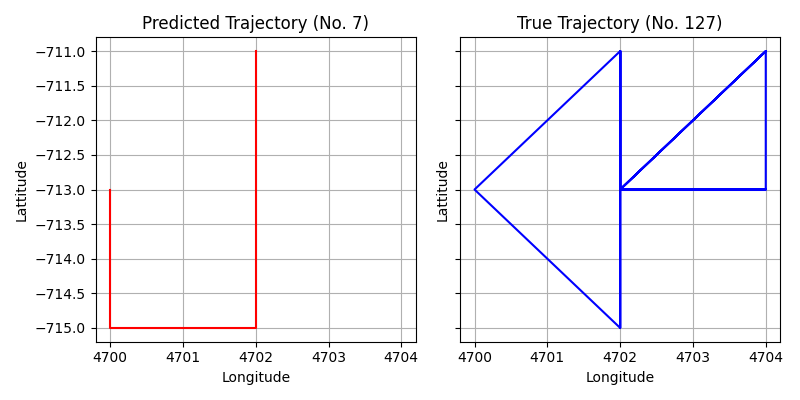 Predicted Trajectory (No. 7)
True Trajectory (No. 127)
−711.0
−711.5
−712.0
−712.5
−713.0
−713.5
−714.0
−714.5
−715.0
Lattitude
Lattitude
4700 4701 4702 4703 4704
4700 4701 4702 4703 4704
Longitude
Longitude